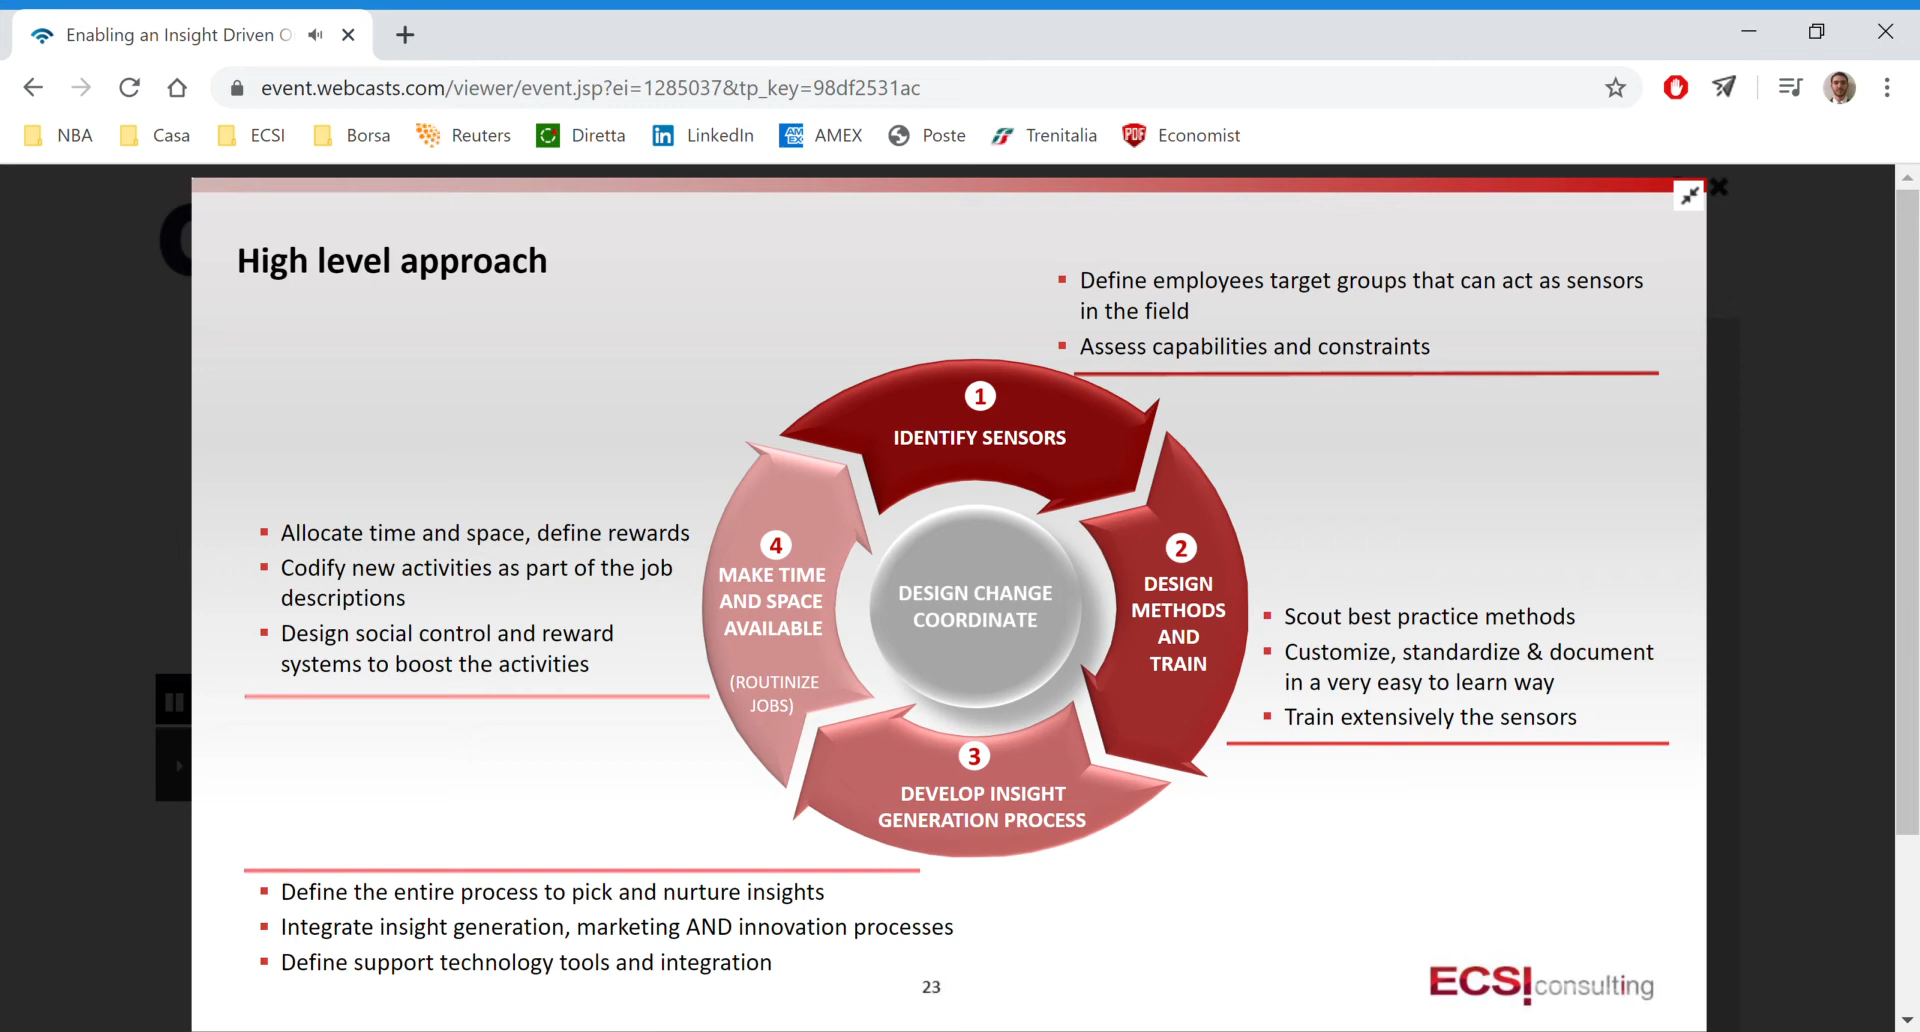 Enabling an Insight Driven O
event.webcasts.com/viewer/event.jsp?ei=1285037&tp_key=98df2531ac
NBA
Casa
ECSI
Borsa
Reuters
Diretta
LinkedIn
AMEX
Poste
Trenitalia
Economist
High level approach
Define employees target groups that can act as sensors
in the field
Assess capabilities and constraints
1
IDENTIFY SENSORS
2
DESIGN
METHODS
AND
TRAIN
Scout best practice methods
Customize, standardize & document
in a very easy to learn way
Train extensively the sensors
DESIGN CHANGE
COORDINATE
Allocate time and space, define rewards
Codify new activities as part of the job
descriptions
Design social control and reward
systems to boost the activities
4
MAKE TIME
AND SPACE
AVAILABLE
(ROUTINIZE
JOBS)
3
DEVELOP INSIGHT
GENERATION PROCESS
Define the entire process to pick and nurture insights
Integrate insight generation, marketing AND innovation processes
Define support technology tools and integration
23
ECSI consulting